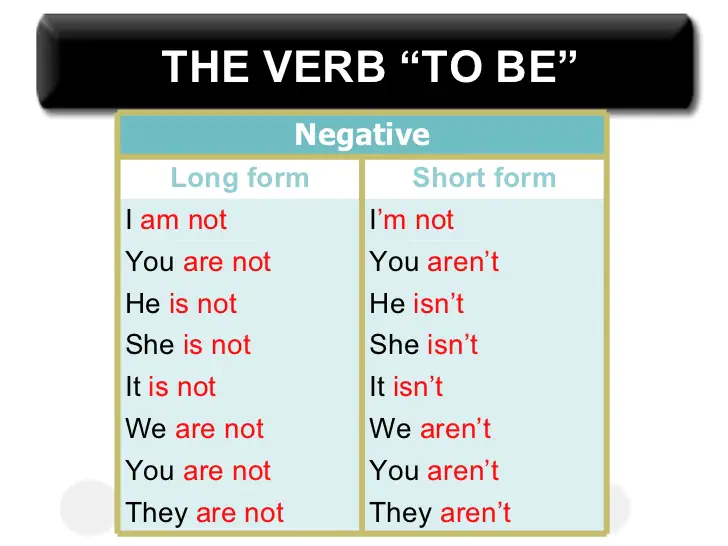 THE VERB “TO BE”
Negative
Long form Short form
I am not I’m not
You are not You aren’t
He is not He isn’t
She is not She isn’t
It is not It isn’t
We are not We aren’t
You are not You aren’t
They are not They aren’t